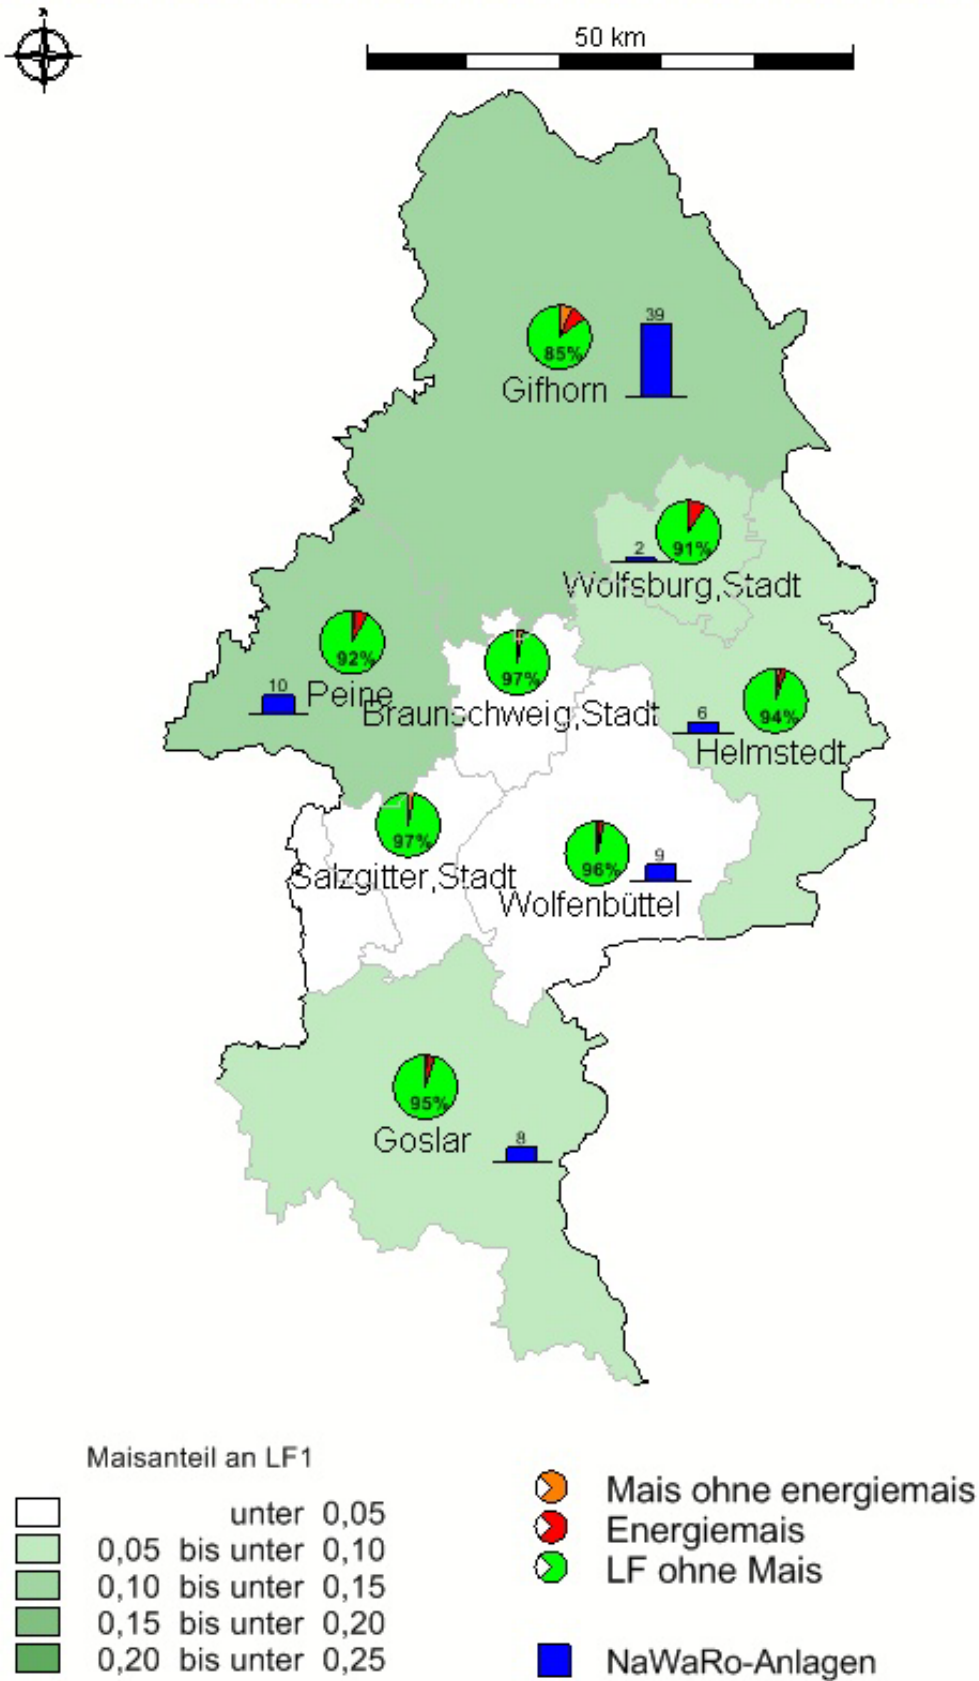 50 km
39
85%
Gifhorn
2
91%
Wolfsburg,Stadt
92%
10
Peine
97%
Braunschweig,Stadt
94%
6
Helmstedt
97%
Salzgitter,Stadt
96%
9
Wolfenbüttel
95%
Goslar
8
Maisanteil an LF1
unter 0,05
0,05 bis unter 0,10
0,10 bis unter 0,15
0,15 bis unter 0,20
0,20 bis unter 0,25
Mais ohne energiemais
Energiemais
LF ohne Mais
NaWaRo-Anlagen